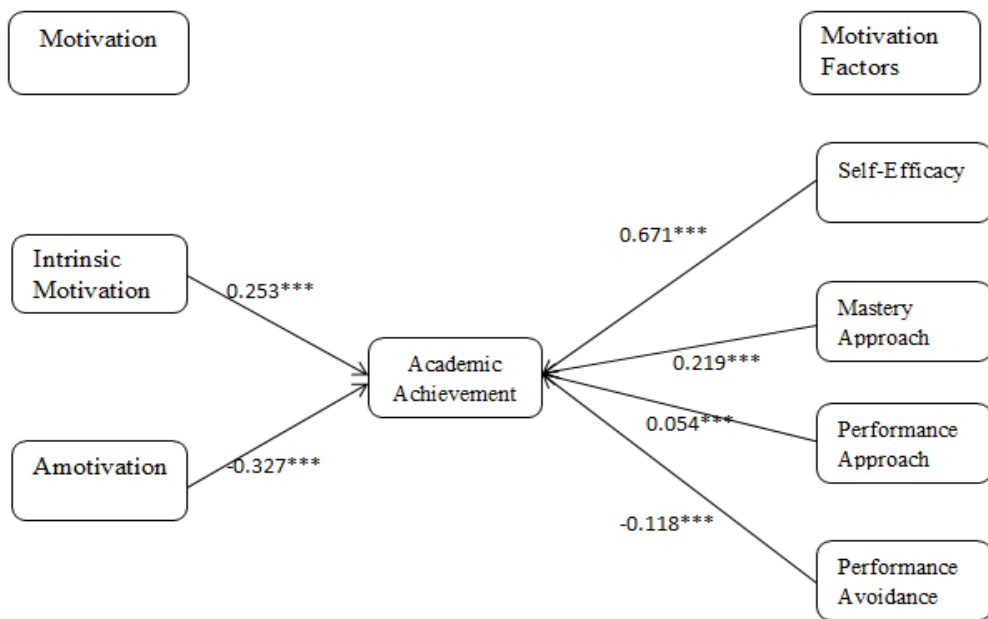 Motivation
Motivation
Factors
Self-Efficacy
0.671***
Intrinsic
Motivation
0.253***
Mastery
Approach
0.219***
Academic
Achievement
0.054***
Performance
Approach
Amotivation
-0.327***
-0.118***
Performance
Avoidance